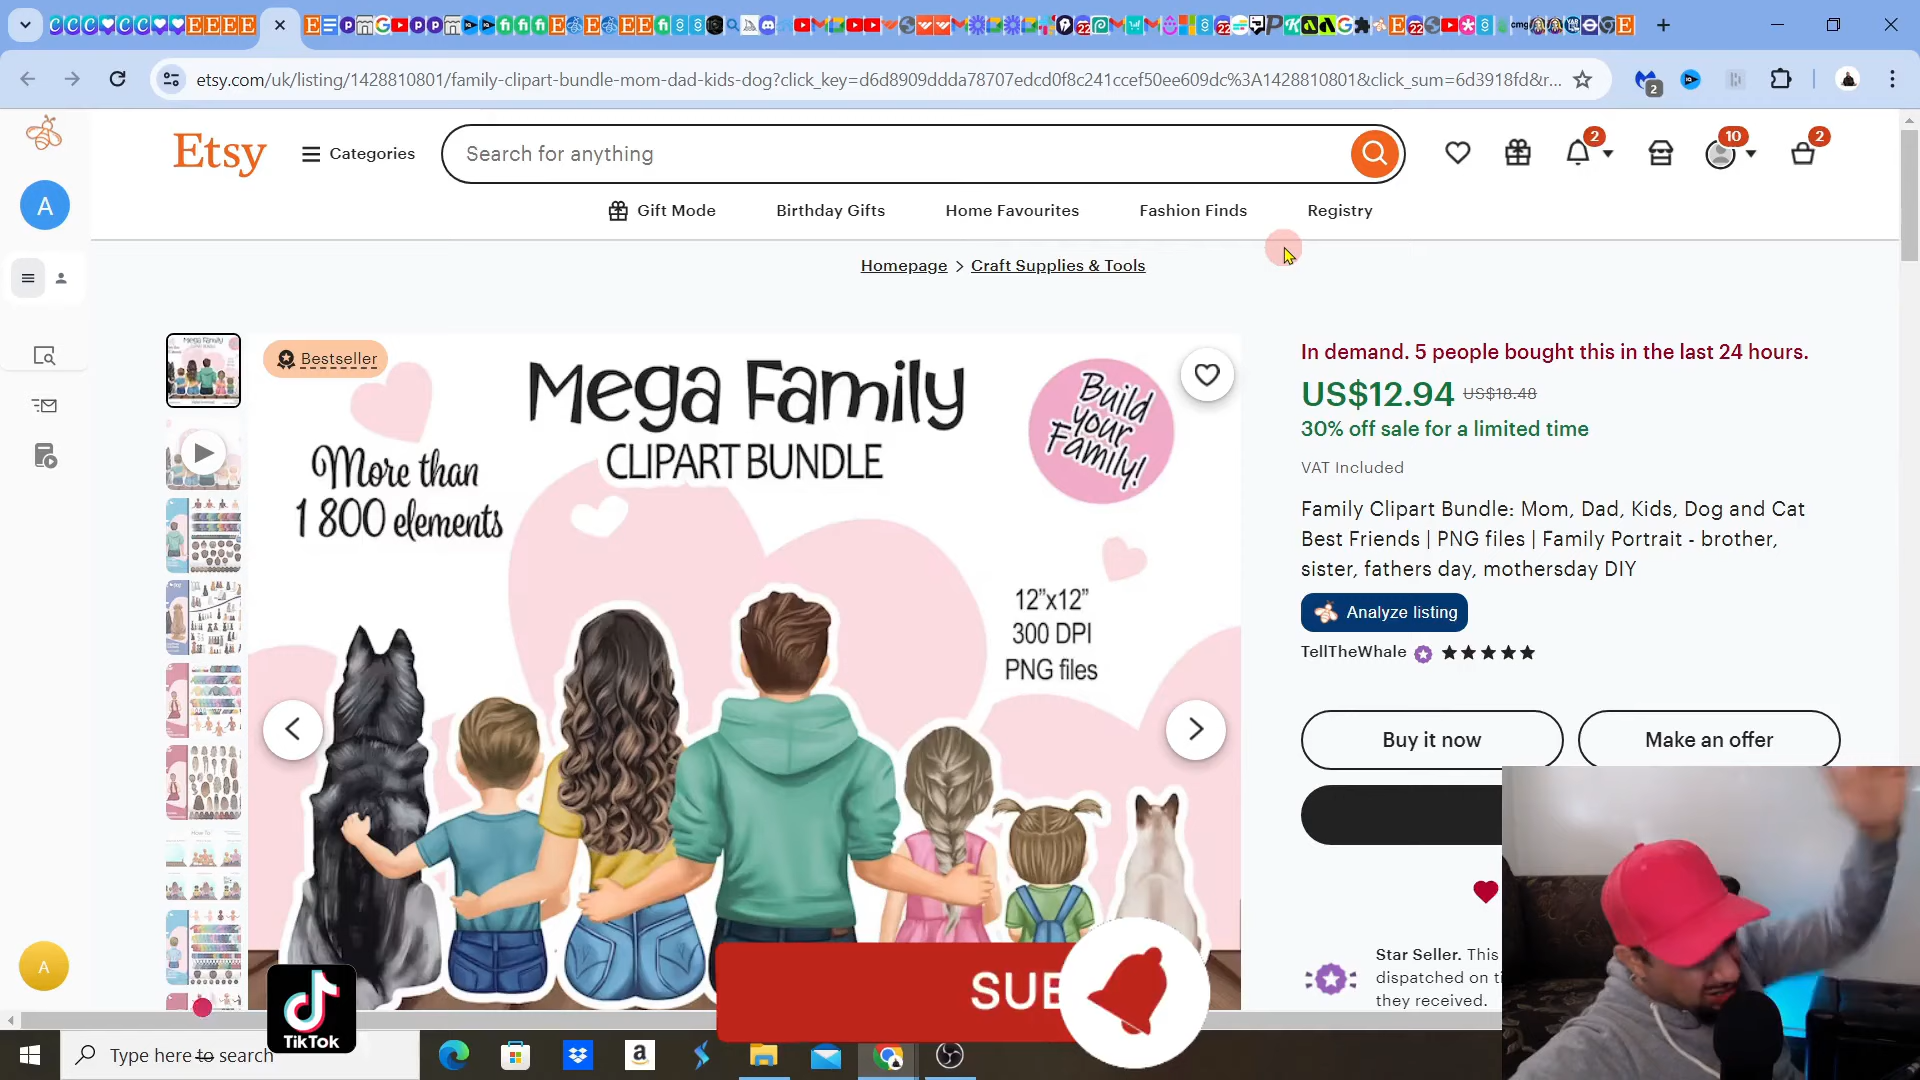 etsy.com/uk/listing/1428810801/family-clipart-bundle-mom-dad-kids-dog?click_key=d6d8909ddda78707edcd0f8c241ccef50ee609dc%3A1428810801&click_sum=6d3918fd&r...
2
A
Etsy
Categories
Search for anything
2
10
2
Gift Mode
Birthday Gifts
Home Favourites
Fashion Finds
Registry
Homepage > Craft Supplies & Tools
Bestseller
Mega Family
CLIPART BUNDLE
More than
1 800 elements
Build
your
Family!
12"x12"
300 DPI
PNG files
In demand. 5 people bought this in the last 24 hours.
US$12.94 US$18.48
30% off sale for a limited time
VAT Included
Family Clipart Bundle: Mom, Dad, Kids, Dog and Cat
Best Friends | PNG files | Family Portrait - brother,
sister, fathers day, mothersday DIY
Analyze listing
TellTheWhale
Buy it now
Make an offer
Star Seller. This
dispatched on ti
they received.
A
TikTok
SUB
Type here to search